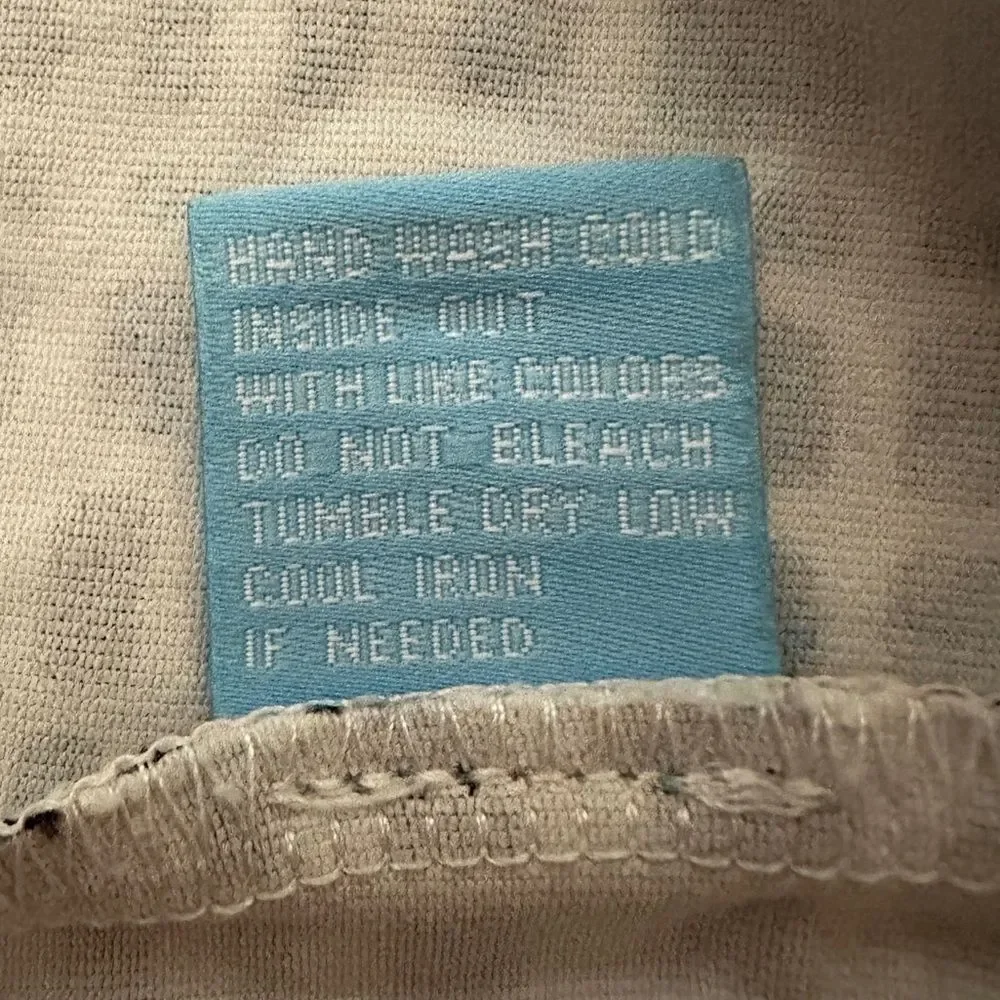 HAND WASH COLD
INSIDE OUT
WITH LIKE COLORS
DO NOT BLEACH
TUMBLE DRY LOW
COOL IRON
IF NEEDED